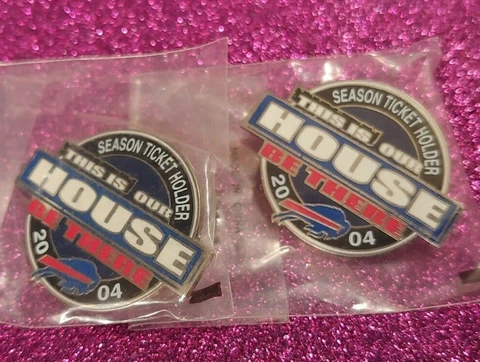 SEASON TICKET HOLDER
THIS IS OUR
HOUSE
BE THERE
20 04
SEASON TICKET HOLDER
THIS IS OUR
HOUSE
BE THERE
20 04